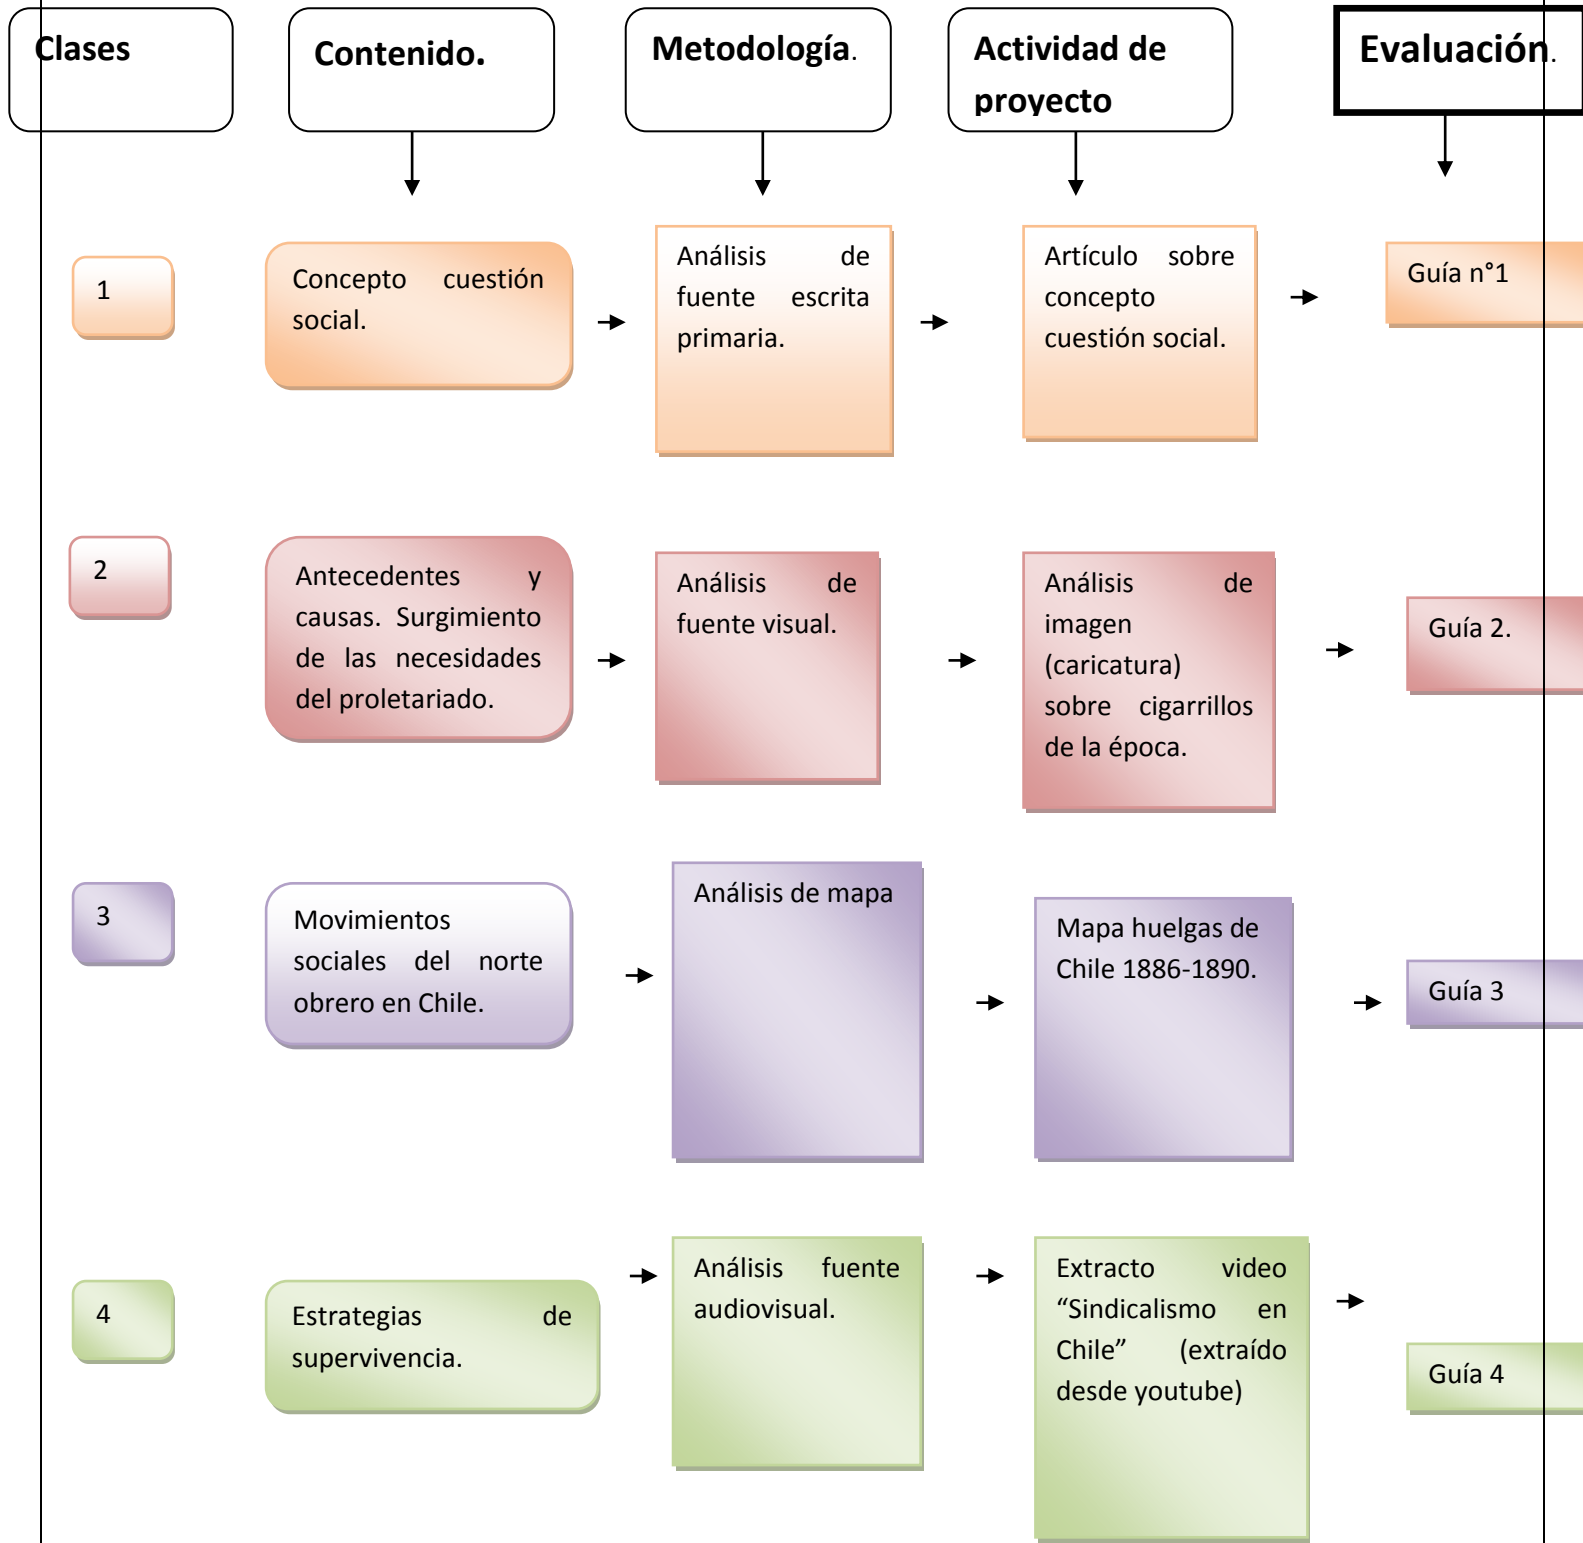 Clases
Contenido.
Metodología.
Actividad de
proyecto
Evaluación.
1
Concepto cuestión
social.
Análisis de
fuente escrita
primaria.
Artículo sobre
concepto
cuestión social.
Guía n°1
2
Antecedentes y
causas. Surgimiento
de las necesidades
del proletariado.
Análisis de
fuente visual.
Análisis de
imagen
(caricatura)
sobre cigarrillos
de la época.
Guía 2.
3
Movimientos
sociales del norte
obrero en Chile.
Análisis de mapa
Mapa huelgas de
Chile 1886-1890.
Guía 3
4
Estrategias de
supervivencia.
Análisis fuente
audiovisual.
Extracto video
“Sindicalismo en
Chile” (extraído
desde youtube)
Guía 4